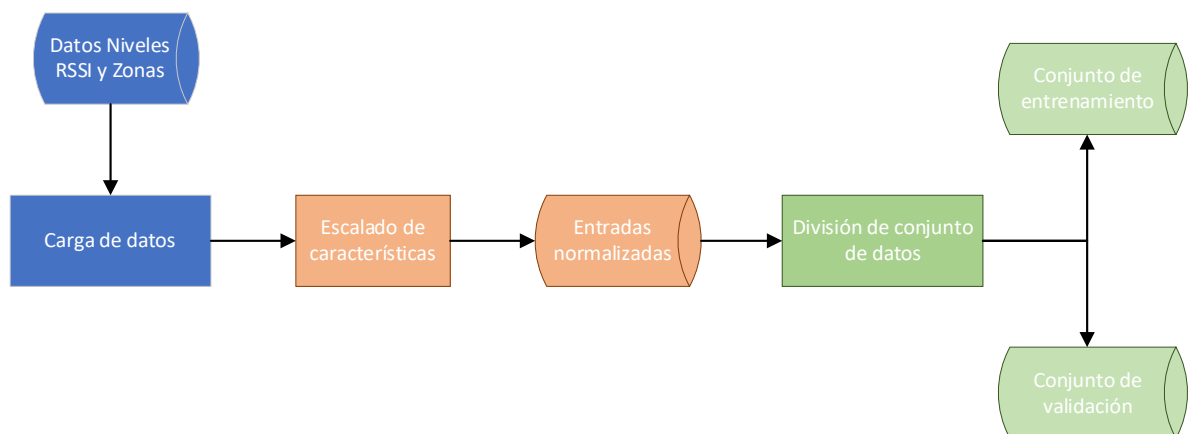 Datos Niveles
RSSI y Zonas
Conjunto de
entrenamiento
Carga de datos
Escalado de
característícas
Entradas
normalizadas
División de conjunto
de datos
Conjunto de
validación